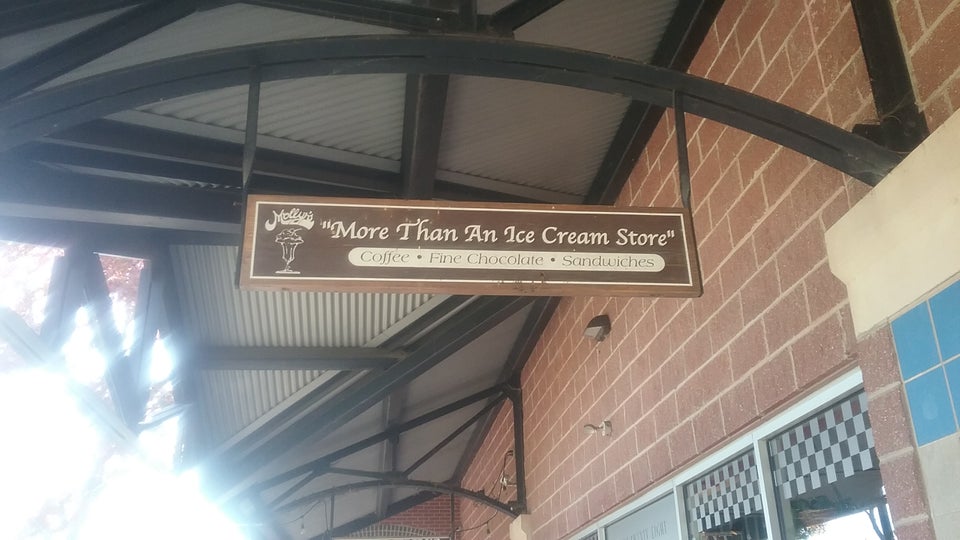 Molly's
"More Than An Ice Cream Store"
Coffee • Fine Chocolate • Sandwiches